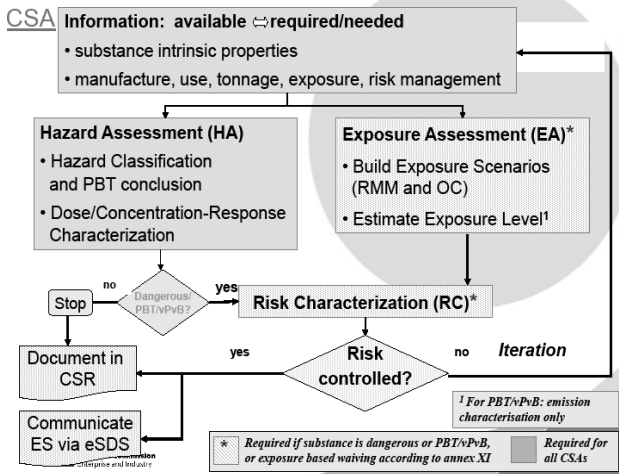 CSA
Information: available ⇔required/needed
• substance intrinsic properties
• manufacture, use, tonnage, exposure, risk management
Hazard Assessment (HA)
• Hazard Classification
and PBT conclusion
• Dose/Concentration-Response
Characterization
Exposure Assessment (EA)*
• Build Exposure Scenarios
(RMM and OC)
• Estimate Exposure Level¹
no
Stop
Dangerous/
PBT/vPvB?
yes
Risk Characterization (RC)*
Document in
CSR
yes
Risk
controlled?
no
Iteration
Communicate
ES via eSDS
Enterprise and Industry
¹ For PBT/vPvB: emission
characterisation only
* Required if substance is dangerous or PBT/vPvB,
or exposure based waiving according to annex XI
Required for
all CSAs